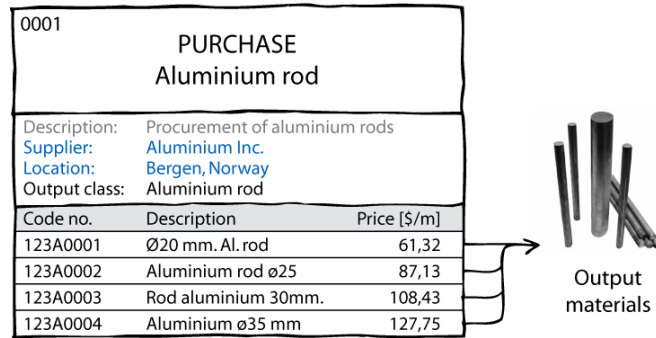 0001
PURCHASE
Aluminium rod
Description: Procurement of aluminium rods
Supplier: Aluminium Inc.
Location: Bergen, Norway
Output class: Aluminium rod
Code no. Description Price [$/m]
123A0001 Ø20 mm. Al. rod 61,32
123A0002 Aluminium rod ø25 87,13
123A0003 Rod aluminium 30mm. 108,43
123A0004 Aluminium ø35 mm 127,75
Output
materials